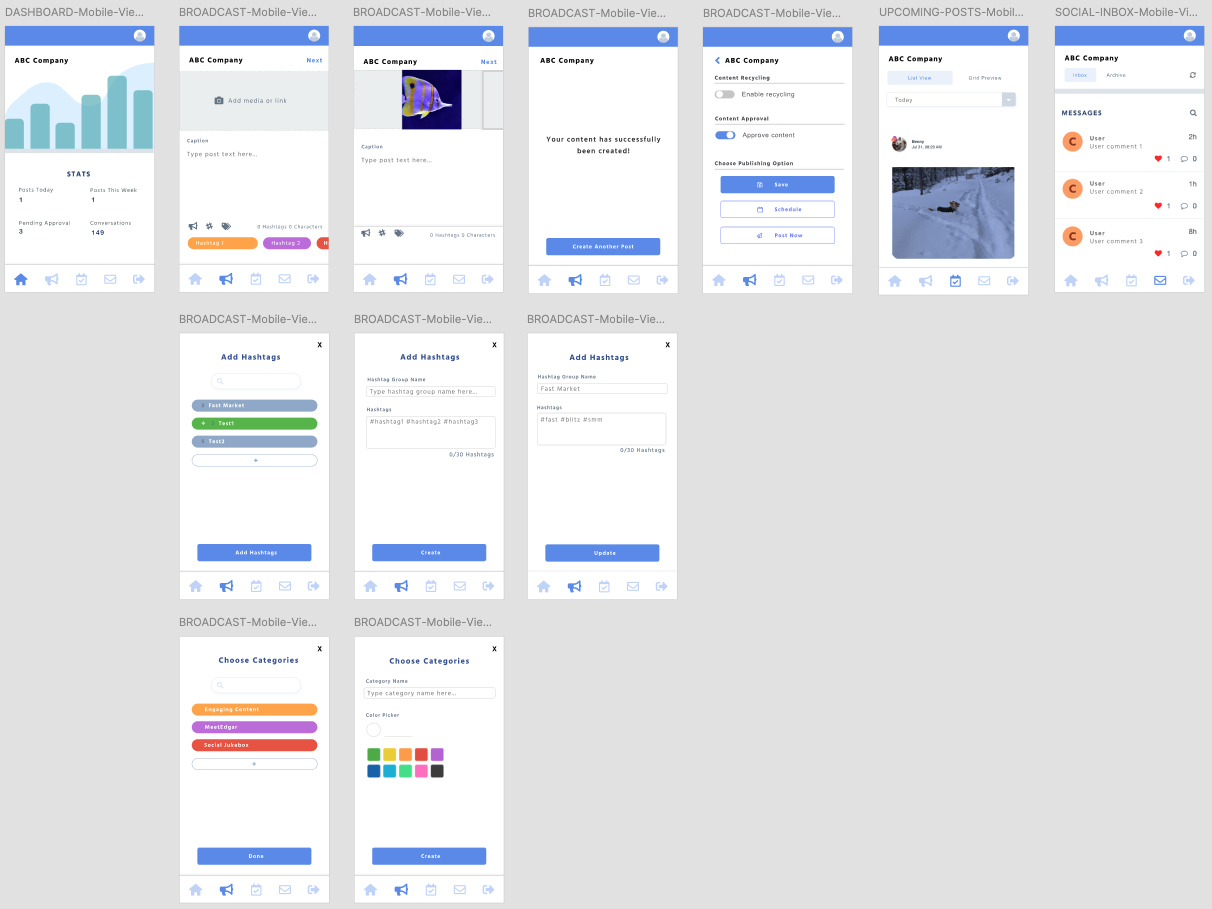 DASHBOARD-Mobile-Vie...
ABC Company
STATS
Posts Today
Posts This Week
1
1
Pending Approval
Conversations
3
149
BROADCAST-Mobile-Vie...
ABC Company
Next
Add media or link
Caption
Type post text here...
0 Hashtags 0 Characters
Hashtag 1
Hashtag 2
H
BROADCAST-Mobile-Vie...
ABC Company
Next
Caption
Type post text here...
0 Hashtags 0 Characters
BROADCAST-Mobile-Vie...
ABC Company
Your content has successfully
been created!
Create Another Post
BROADCAST-Mobile-Vie...
ABC Company
Content Recycling
Enable recycling
Content Approval
Approve content
Choose Publishing Option
Save
Schedule
Post Now
UPCOMING-POSTS-Mobil...
ABC Company
List View
Grid Preview
Today
Benny
Jul 31, 08:20 AM
SOCIAL-INBOX-Mobile-Vi...
ABC Company
Inbox
Archive
MESSAGES
C
User
2h
User comment 1
1
0
C
User
1h
User comment 2
1
0
C
User
8h
User comment 3
1
0
BROADCAST-Mobile-Vie...
X
Add Hashtags
Fast Market
+ Test1
Test2
+
Add Hashtags
BROADCAST-Mobile-Vie...
X
Add Hashtags
Hashtag Group Name
Type hashtag group name here...
Hashtags
#hashtag1 #hashtag2 #hashtag3
0/30 Hashtags
Create
BROADCAST-Mobile-Vie...
X
Add Hashtags
Hashtag Group Name
Fast Market
Hashtags
#fast #blitz #smm
0/30 Hashtags
Update
BROADCAST-Mobile-Vie...
X
Choose Categories
Engaging Content
MeetEdgar
Social Jukebox
+
Done
BROADCAST-Mobile-Vie...
X
Choose Categories
Category Name
Type category name here...
Color Picker
Create